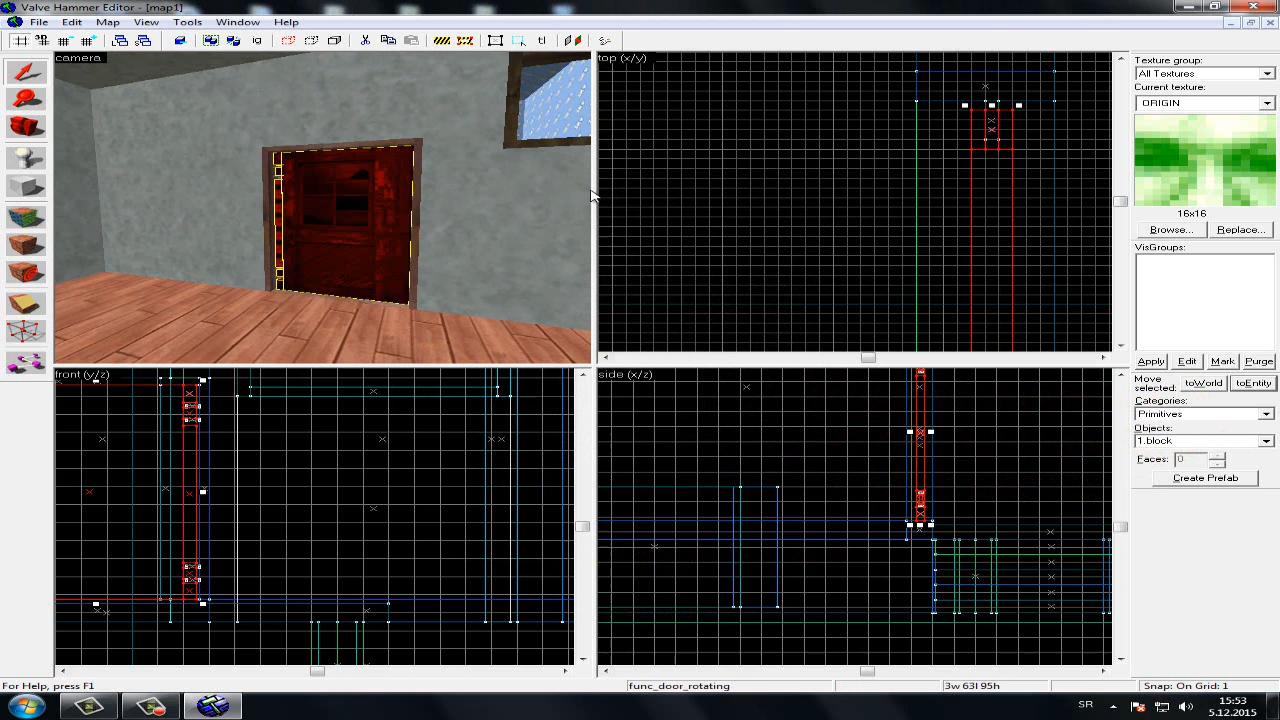 Valve Hammer Editor - [map1]
File Edit Map View Tools Window Help
camera
top (x/y)
front (y/z)
side (x/z)
Texture group:
All Textures
Current texture:
ORIGIN
16x16
Browse... Replace...
VisGroups:
Apply Edit Mark Purge
Move selected: toWorld toEntity
Categories:
Primitives
Objects:
1.block
Faces: 0
Create Prefab
For Help, press F1
func_door_rotating
3w 63l 95h
Snap: On Grid: 1
SR
15:53
5.12.2015